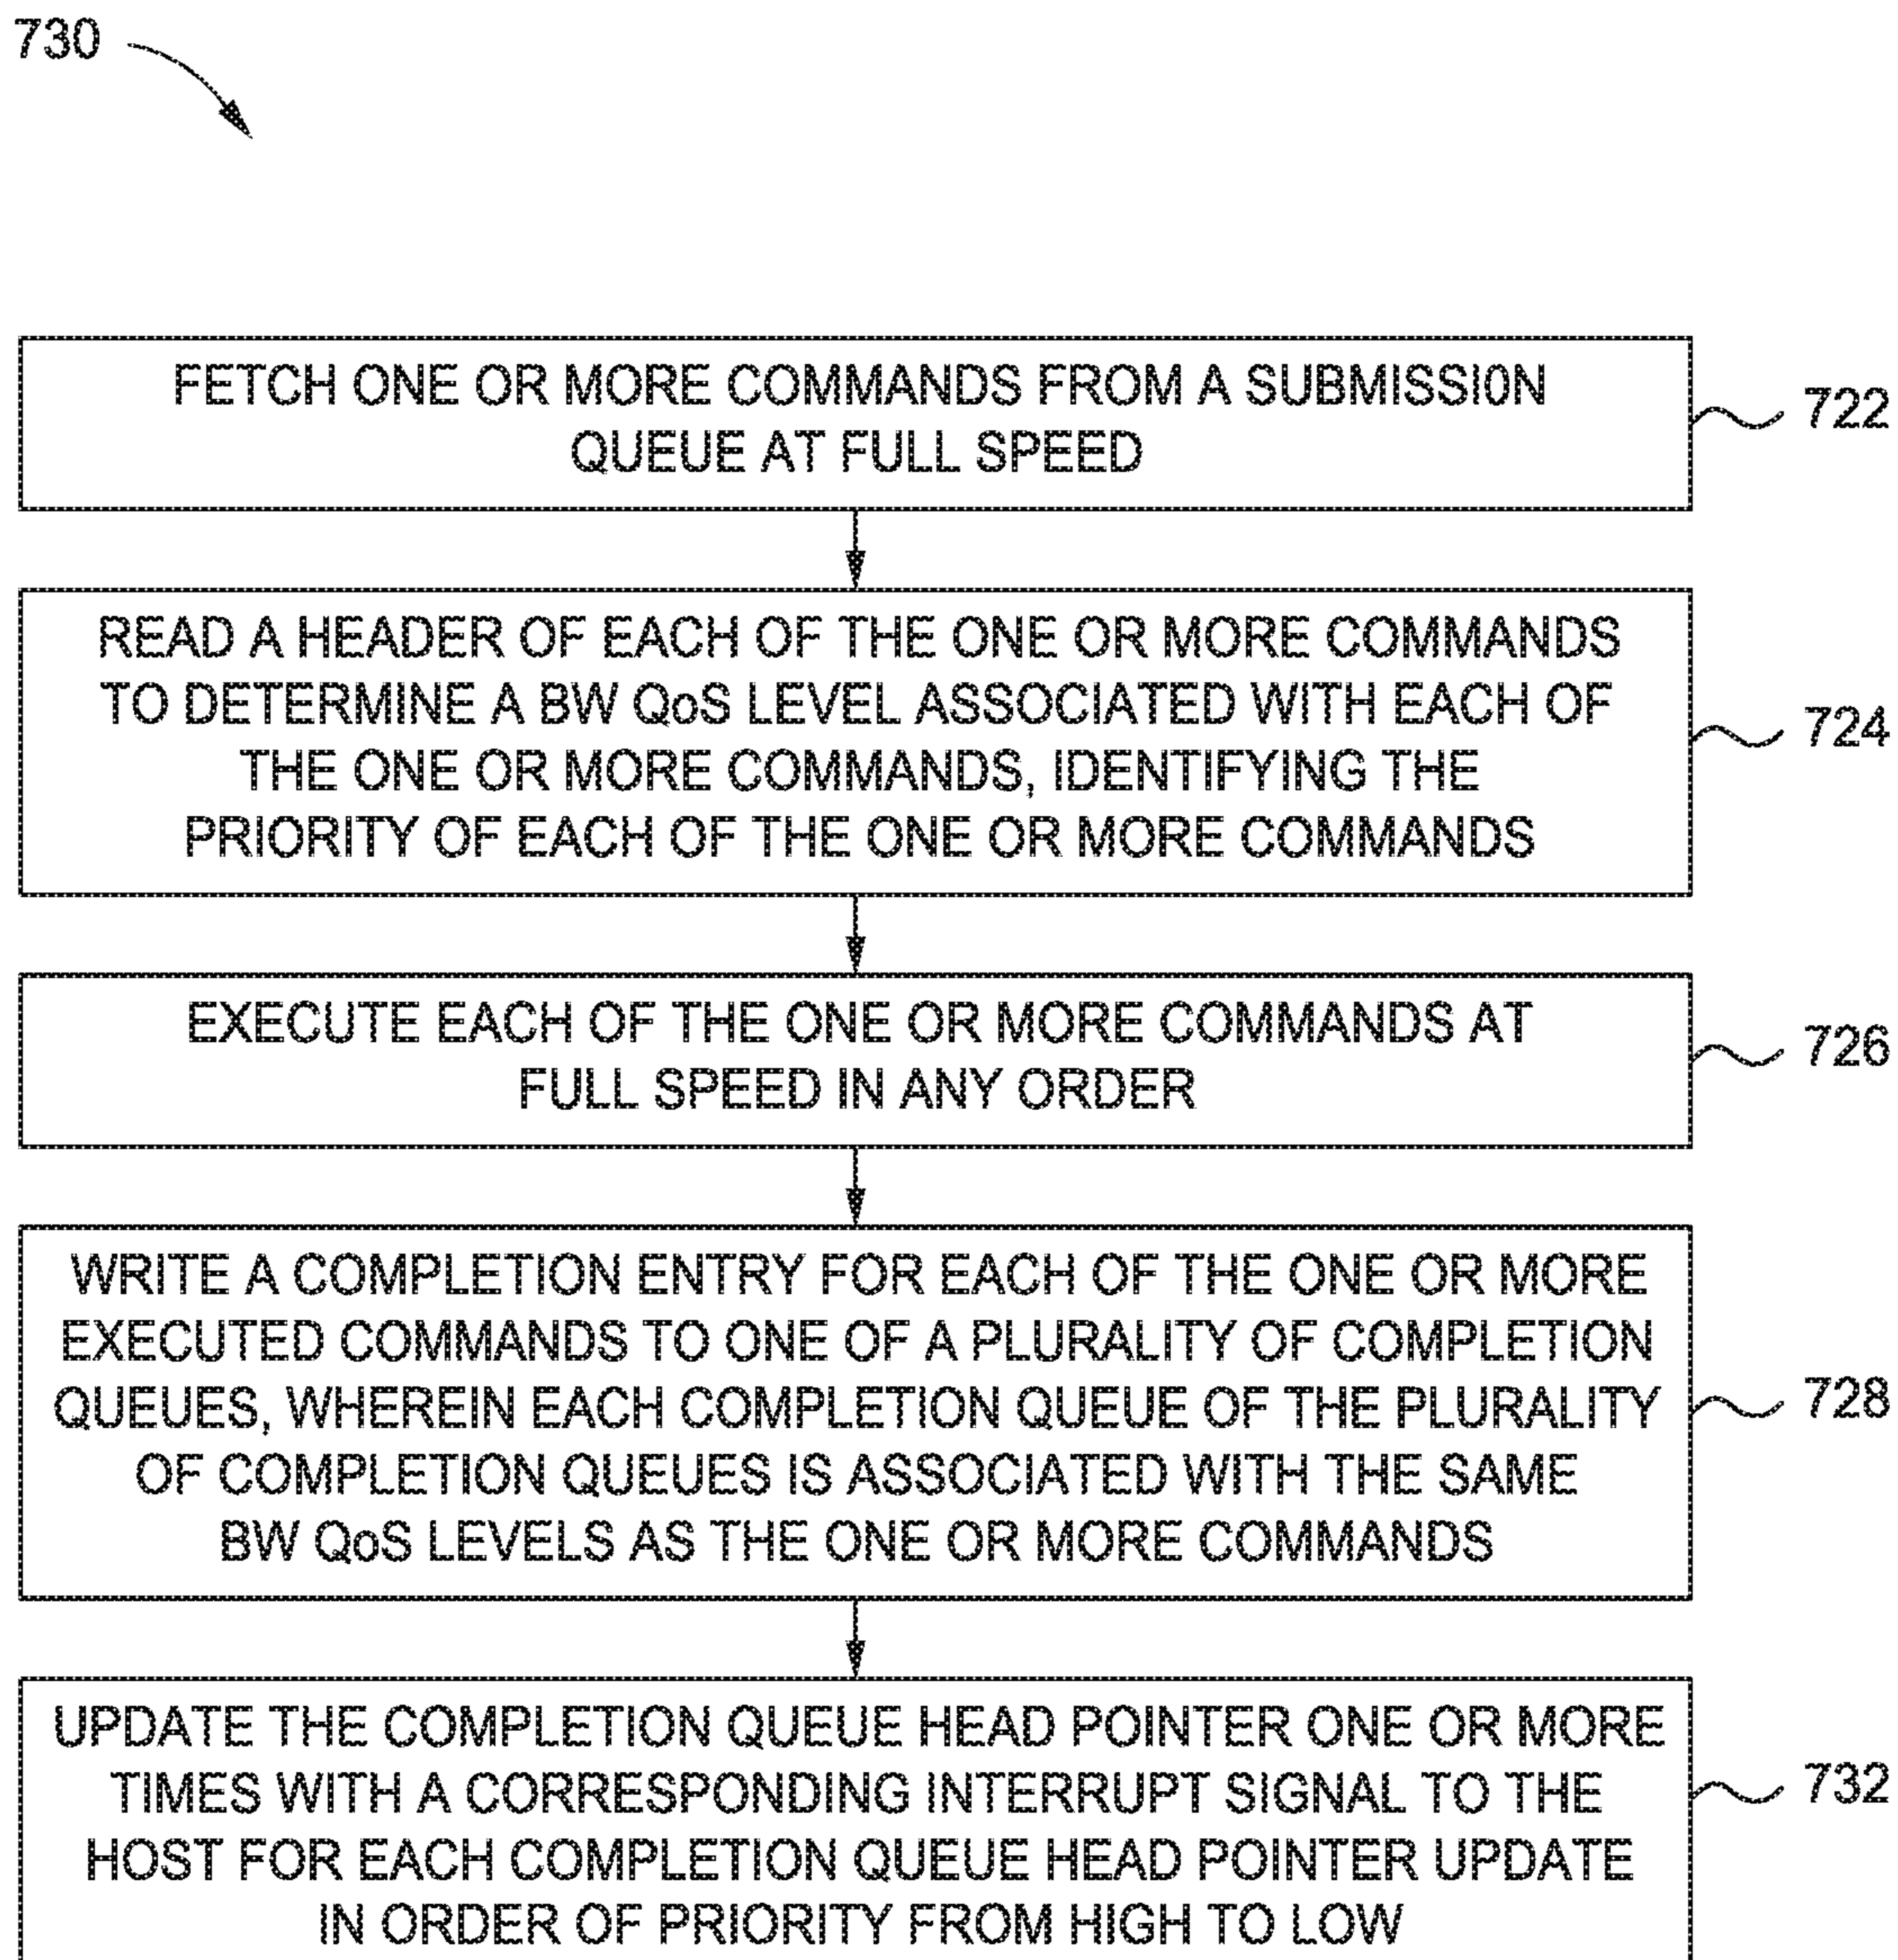 730
FETCH ONE OR MORE COMMANDS FROM A SUBMISSI0N
QUEUE AT FULL SPEED
722
READ A HEADER OF EACH OF THE ONE OR MORE COMMANDS
TO DETERMINE A BW QoS LEVEL ASSOCIATED WITH EACH OF
THE ONE OR MORE COMMANDS, IDENTIFYING THE
PRIORITY OF EACH OF THE ONE OR MORE COMMANDS
724
EXECUTE EACH OF THE ONE OR MORE COMMANDS AT
FULL SPEED IN ANY ORDER
726
WRITE A COMPLETION ENTRY FOR EACH OF THE ONE OR MORE
EXECUTED COMMANDS TO ONE OF A PLURALITY OF COMPLETION
QUEUES, WHEREIN EACH COMPLETION QUEUE OF THE PLURALITY
OF COMPLETION QUEUES IS ASSOCIATED WITH THE SAME
BW QoS LEVELS AS THE ONE OR MORE COMMANDS
728
UPDATE THE COMPLETION QUEUE HEAD POINTER ONE OR MORE
TIMES WITH A CORRESPONDING INTERRUPT SIGNAL TO THE
HOST FOR EACH COMPLETION QUEUE HEAD POINTER UPDATE
IN ORDER OF PRIORITY FROM HIGH TO LOW
732